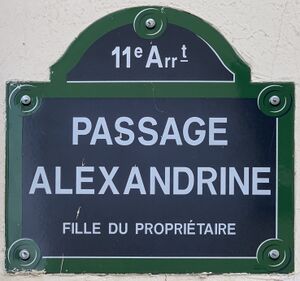 11e Arrt
PASSAGE
ALEXANDRINE
FILLE DU PROPRIÉTAIRE